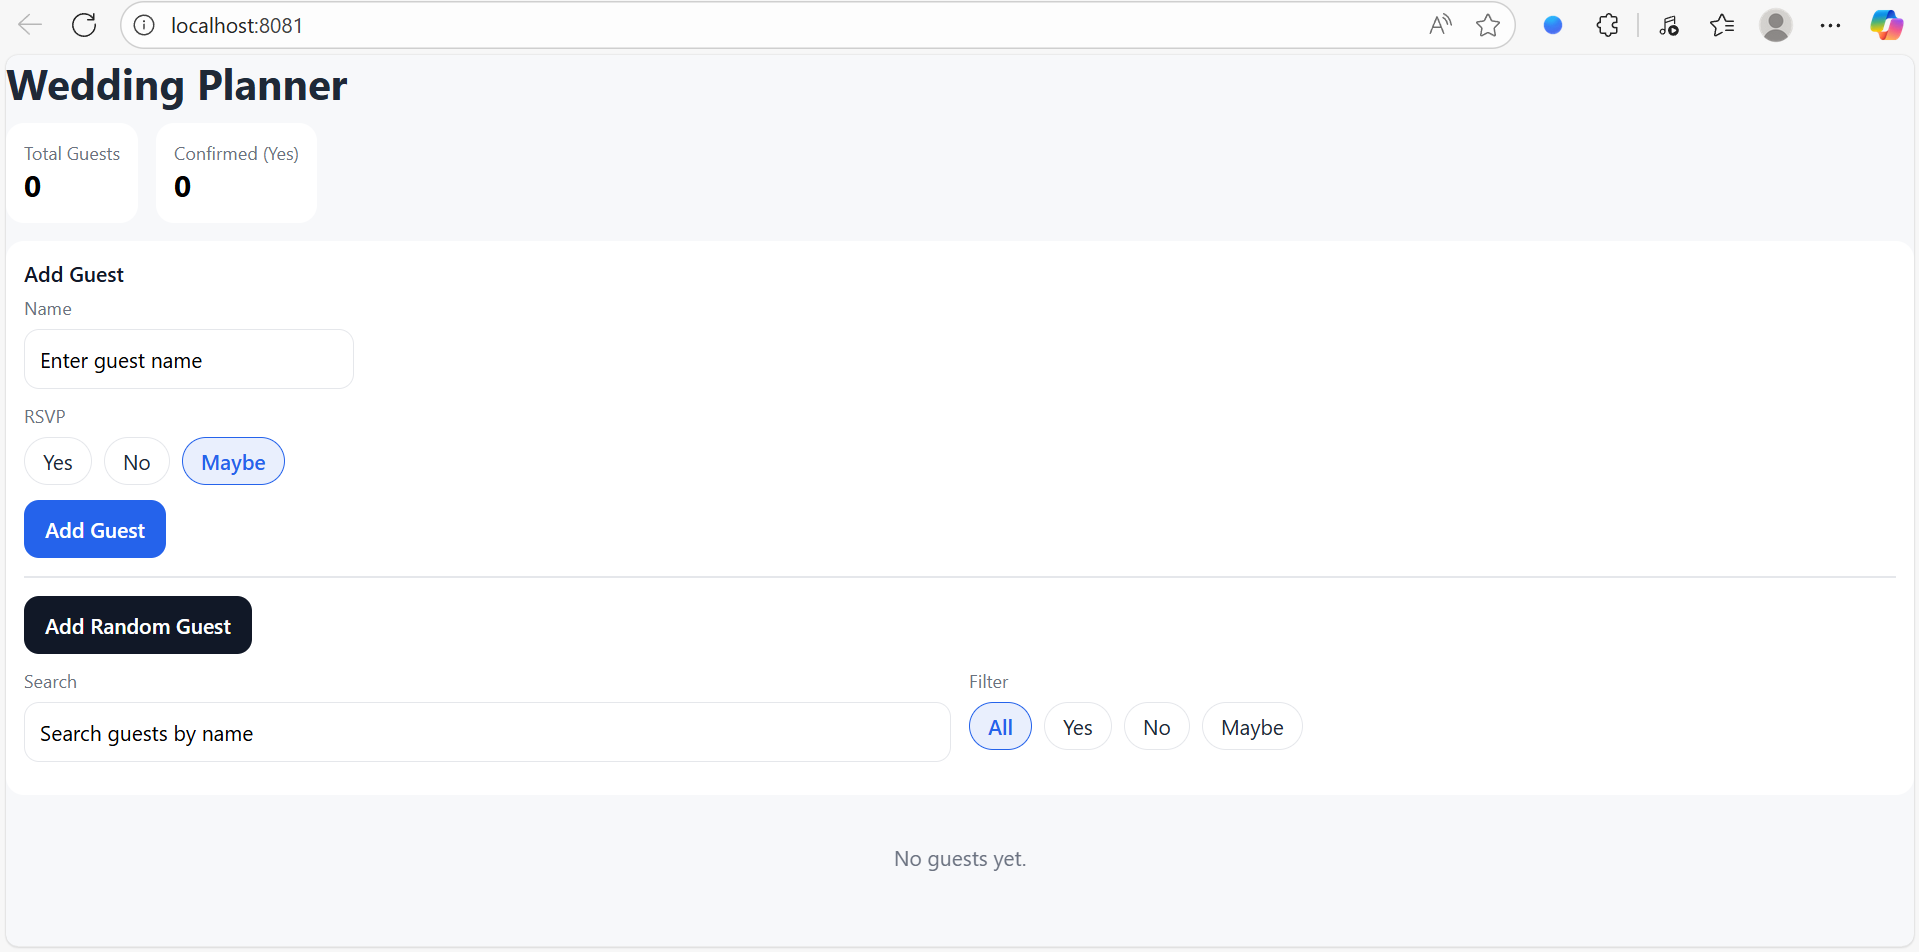 localhost:8081
Wedding Planner
Total Guests
0
Confirmed (Yes)
0
Add Guest
Name
Enter guest name
RSVP
Yes No Maybe
Add Guest
Add Random Guest
Search
Search guests by name
Filter
All Yes No Maybe
No guests yet.